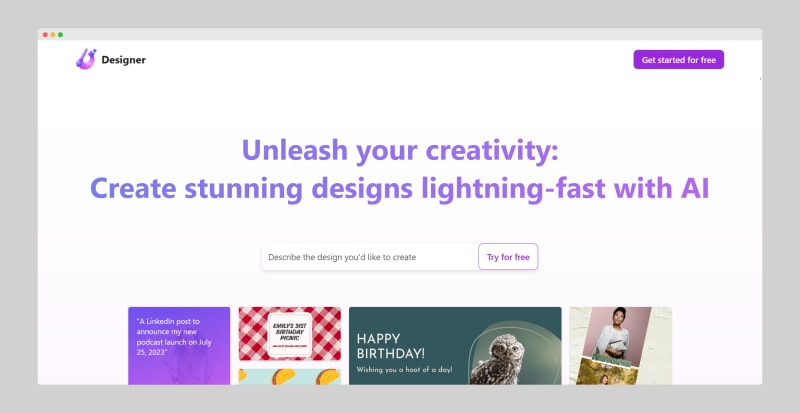 Designer
Get started for free
Unleash your creativity:
Create stunning designs lightning-fast with AI
Describe the design you'd like to create
Try for free
"A LinkedIn post to
announce my new
podcast launch on July
25, 2023"
EMILY'S 31ST
BIRTHDAY
PICNIC
HAPPY
BIRTHDAY!
Wishing you a hoot of a day!